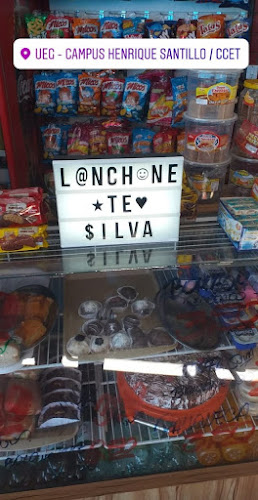 UEG - CAMPUS HENRIQUE SANTILLO / CCET
L@NCH☺NE
★TE♥
$ILVA